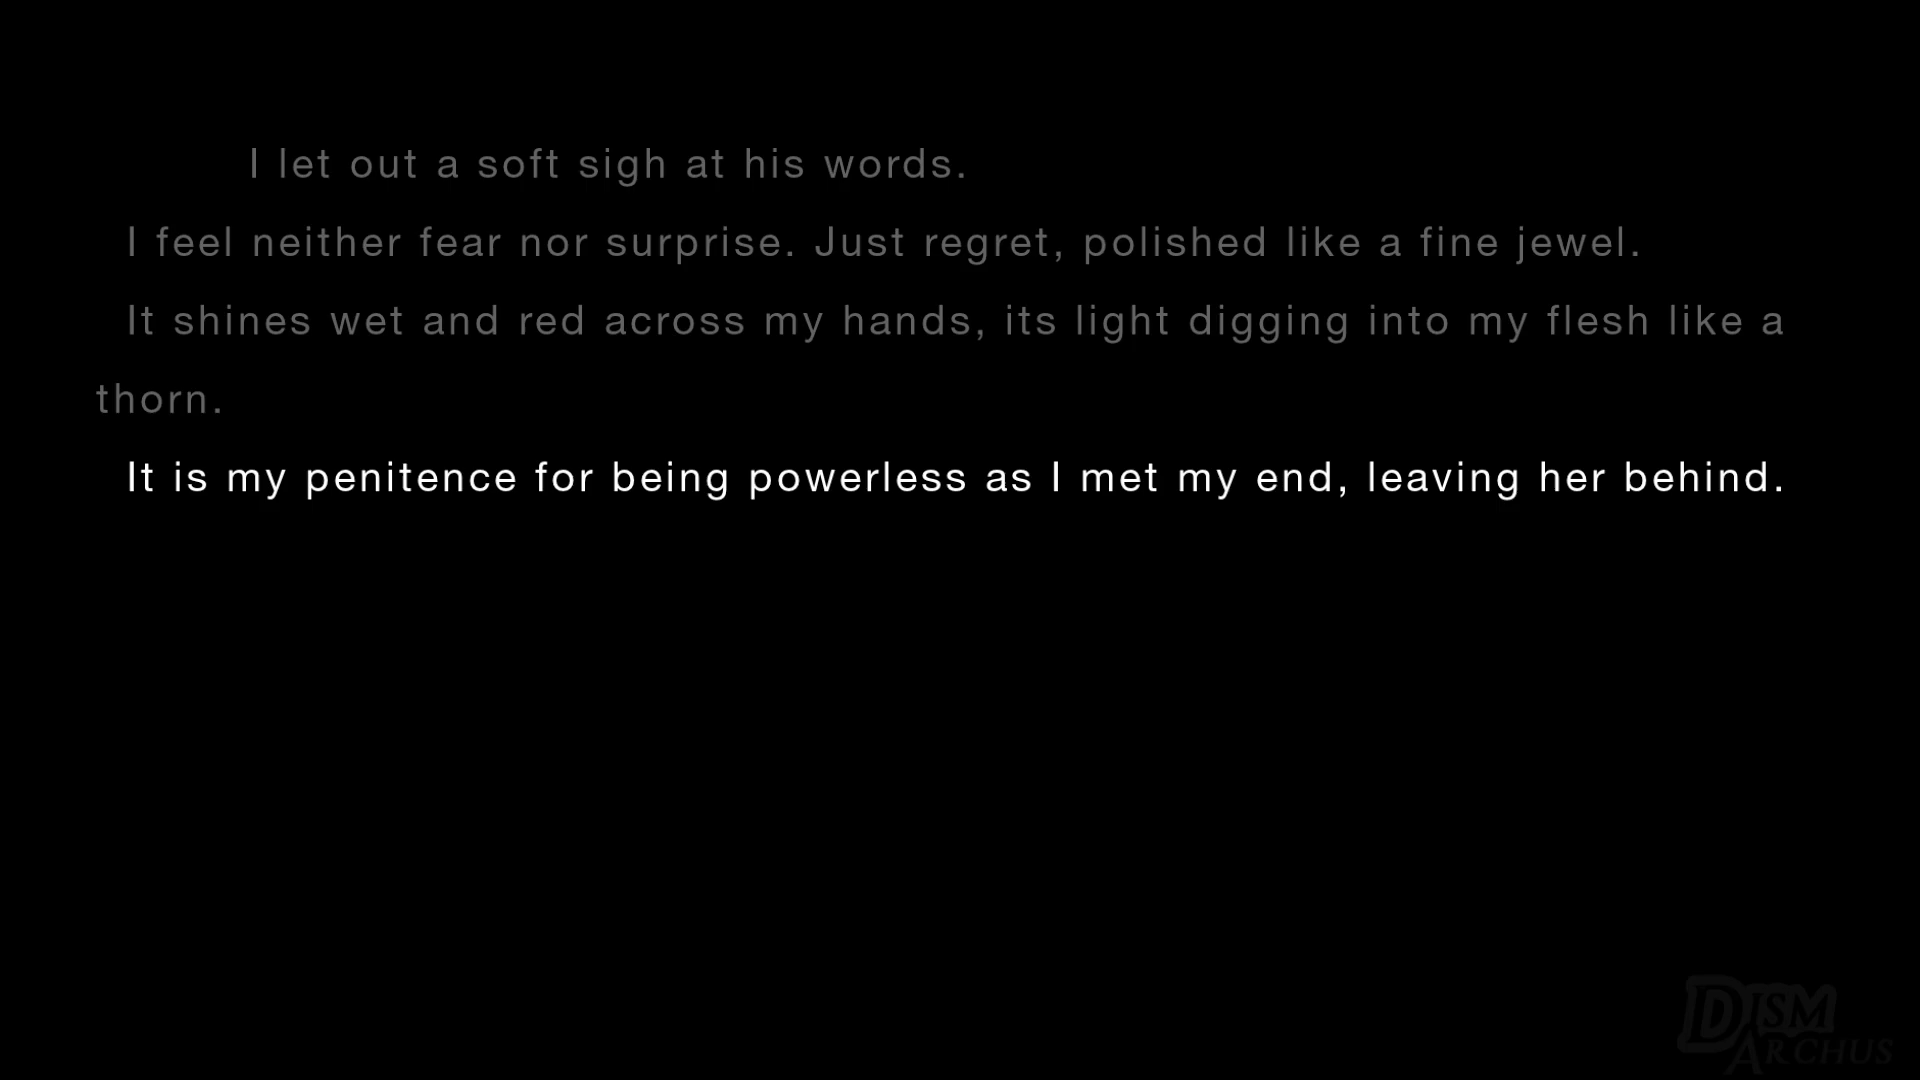 I let out a soft sigh at his words.
I feel neither fear nor surprise. Just regret, polished like a fine jewel.
It shines wet and red across my hands, its light digging into my flesh like a
thorn.
It is my penitence for being powerless as I met my end, leaving her behind.
DISM
ARCHUS